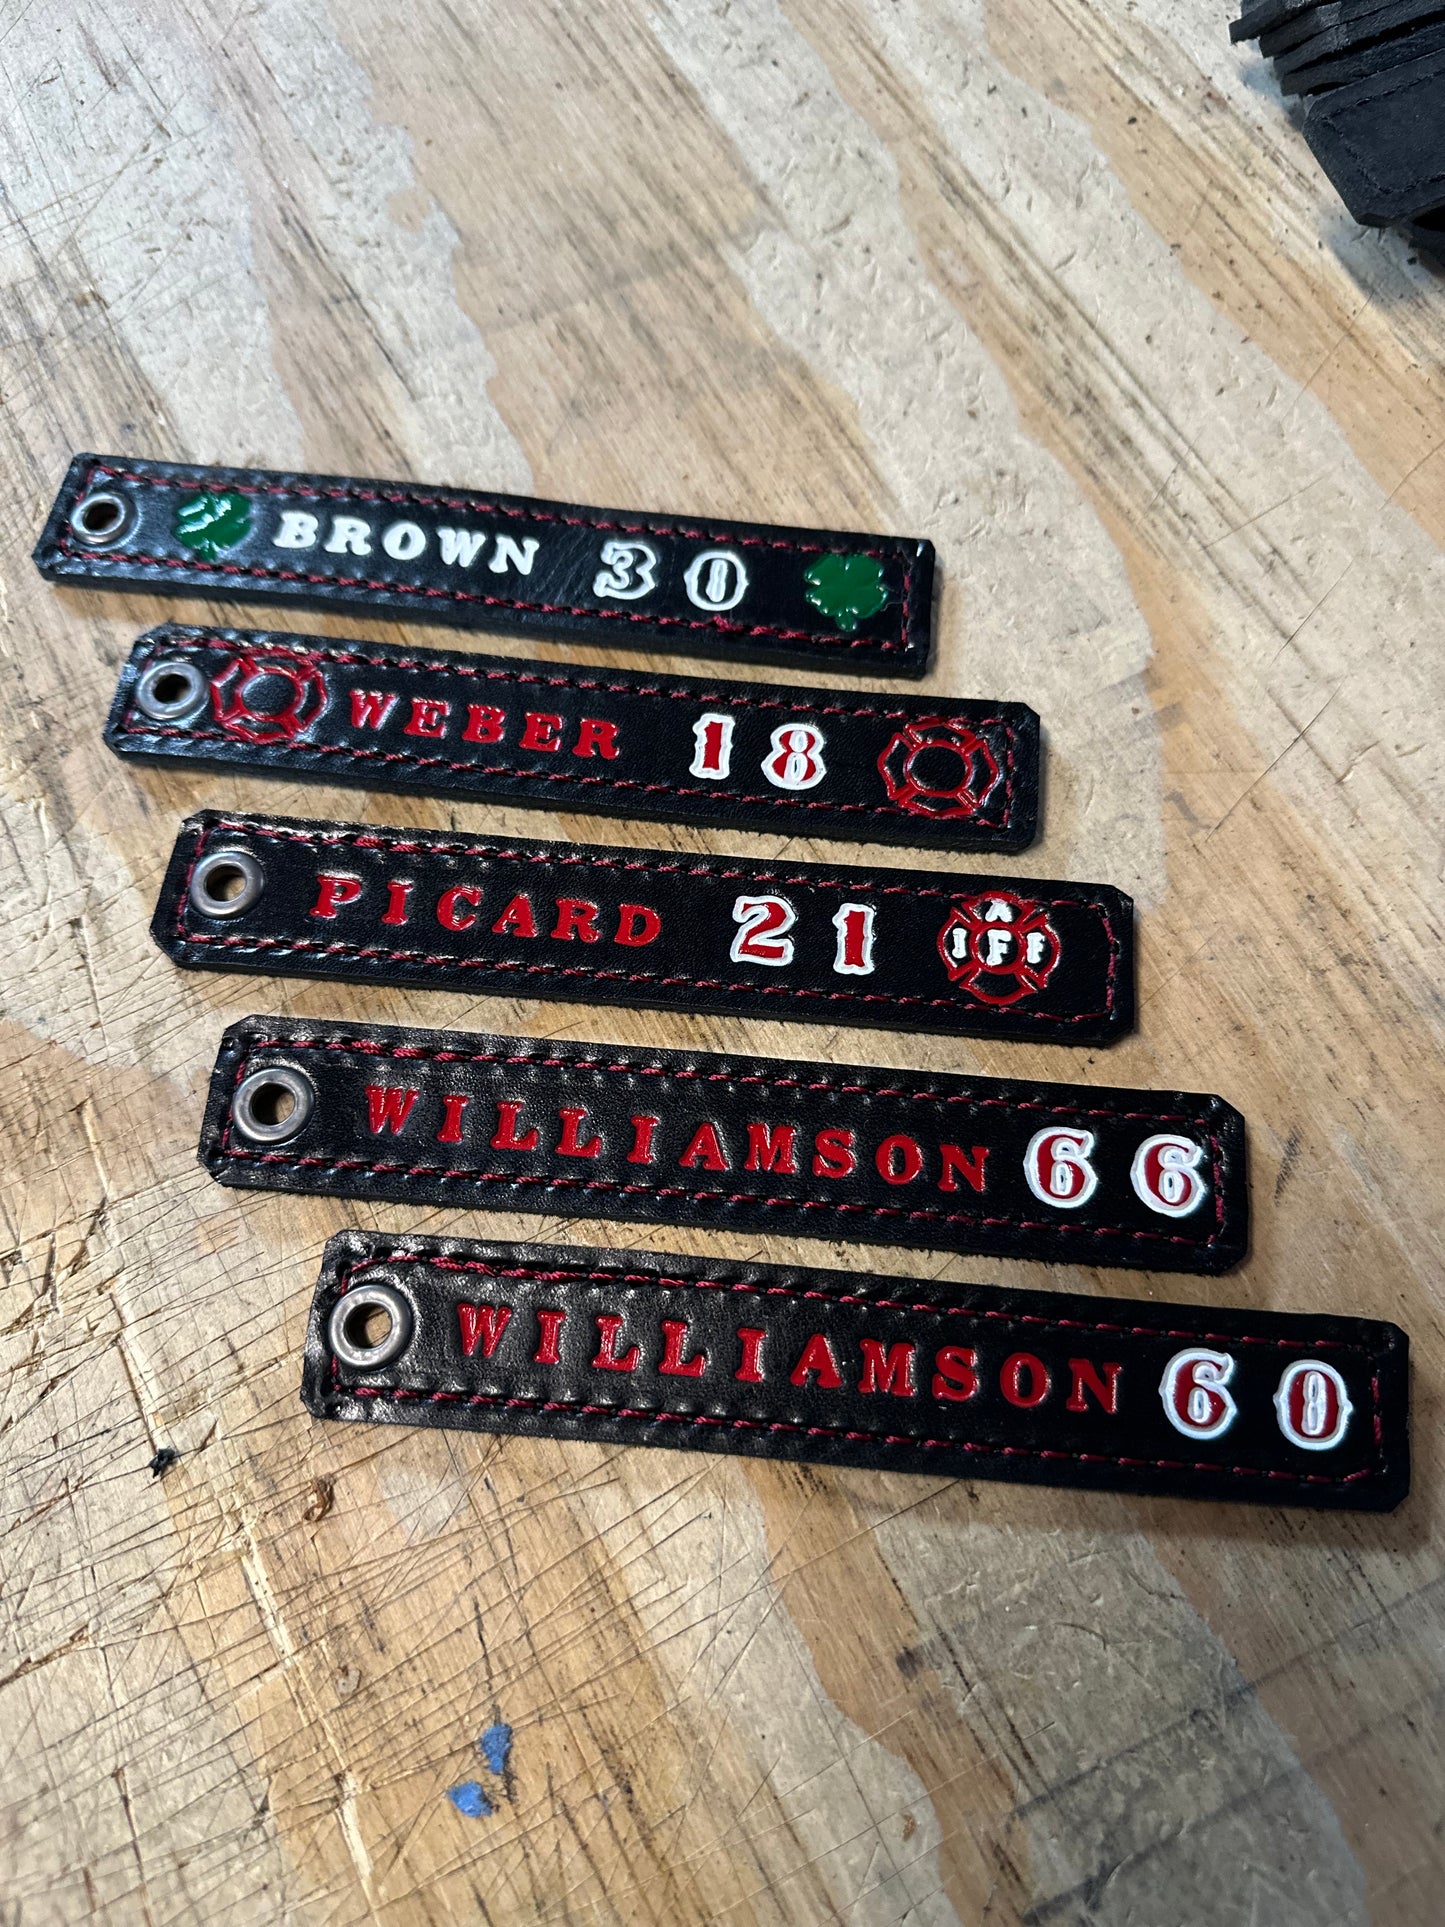 BROWN 30
WEBER 18
PICARD 21 IAFF F
WILLIAMSON 66
WILLIAMSON 60